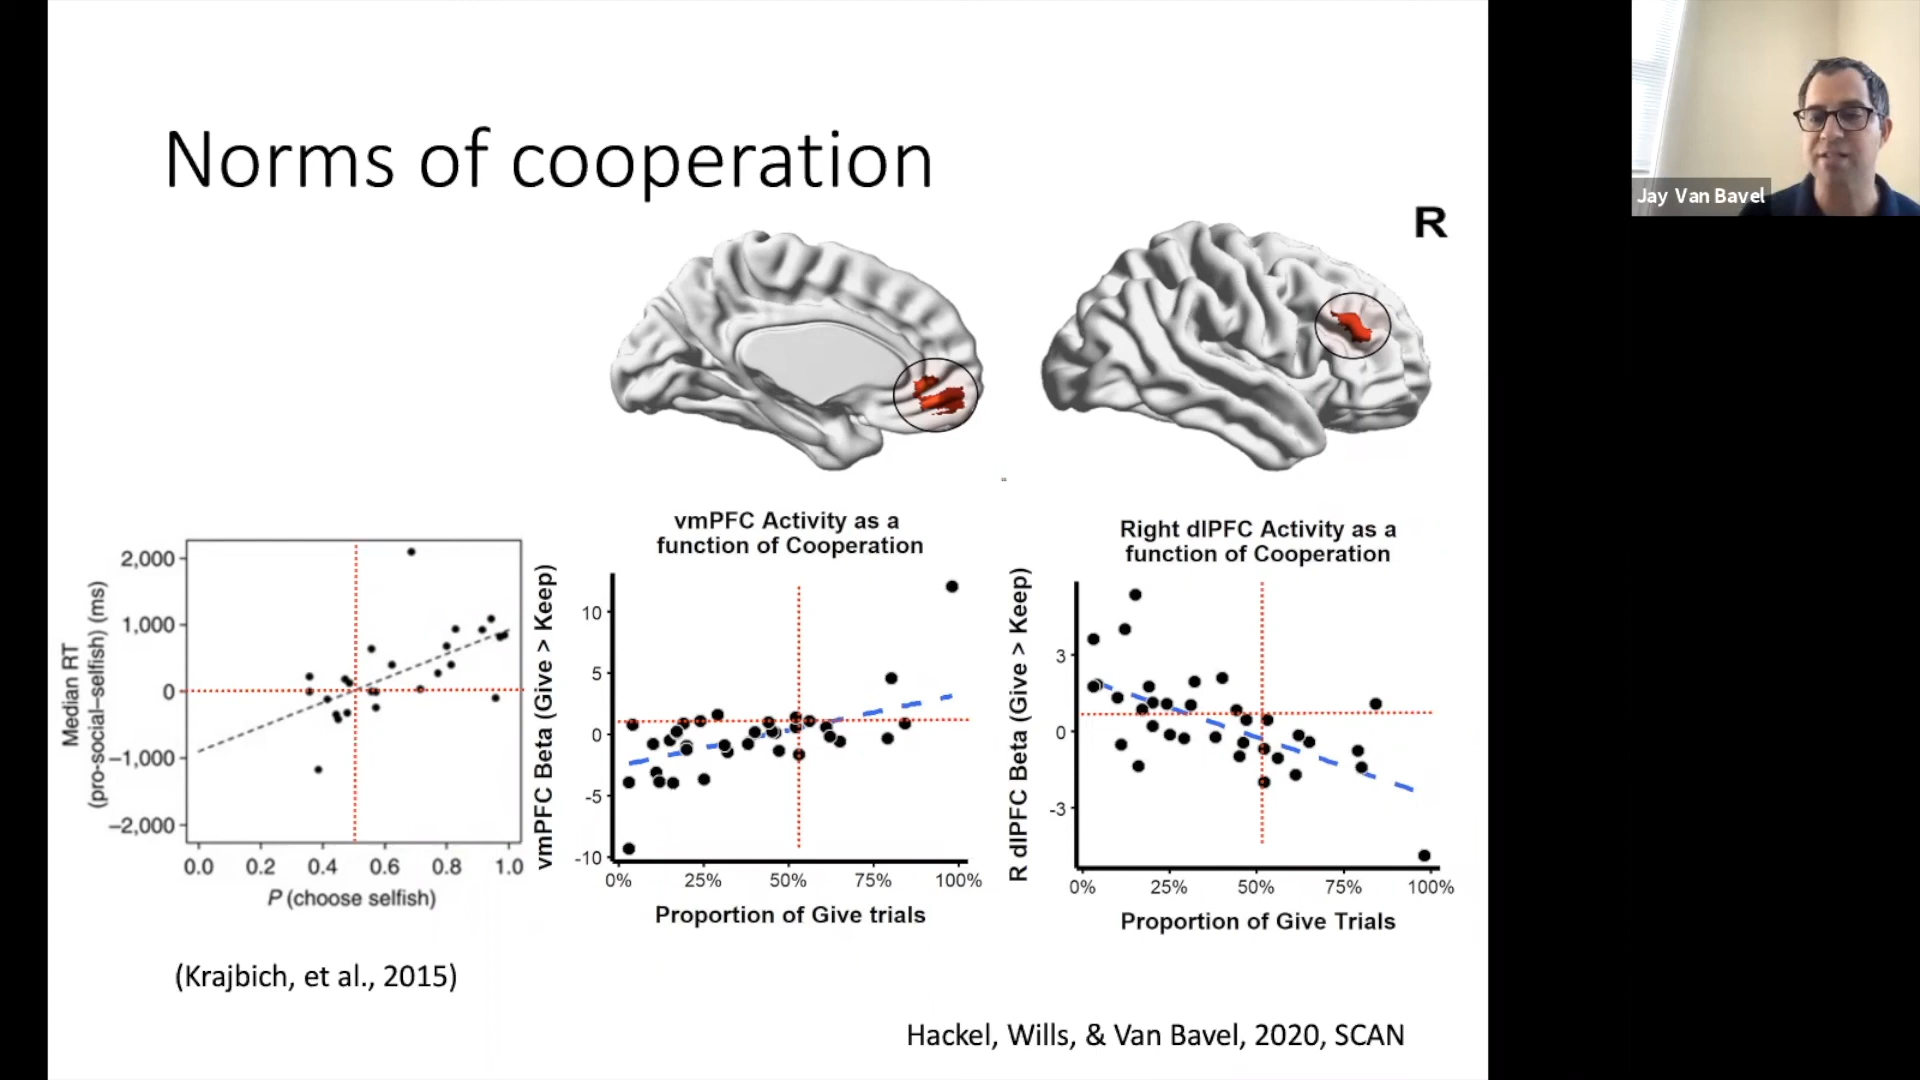 Norms of cooperation
Jay Van Bavel
R
vmPFC Activity as a
function of Cooperation
Right dlPFC Activity as a
function of Cooperation
Median RT
(pro-social–selfish) (ms)
2,000
1,000
0
–1,000
–2,000
0.0 0.2 0.4 0.6 0.8 1.0
P (choose selfish)
vmPFC Beta (Give > Keep)
10
5
0
-5
-10
0% 25% 50% 75% 100%
Proportion of Give trials
R dlPFC Beta (Give > Keep)
3
0
-3
0% 25% 50% 75% 100%
Proportion of Give Trials
(Krajbich, et al., 2015)
Hackel, Wills, & Van Bavel, 2020, SCAN